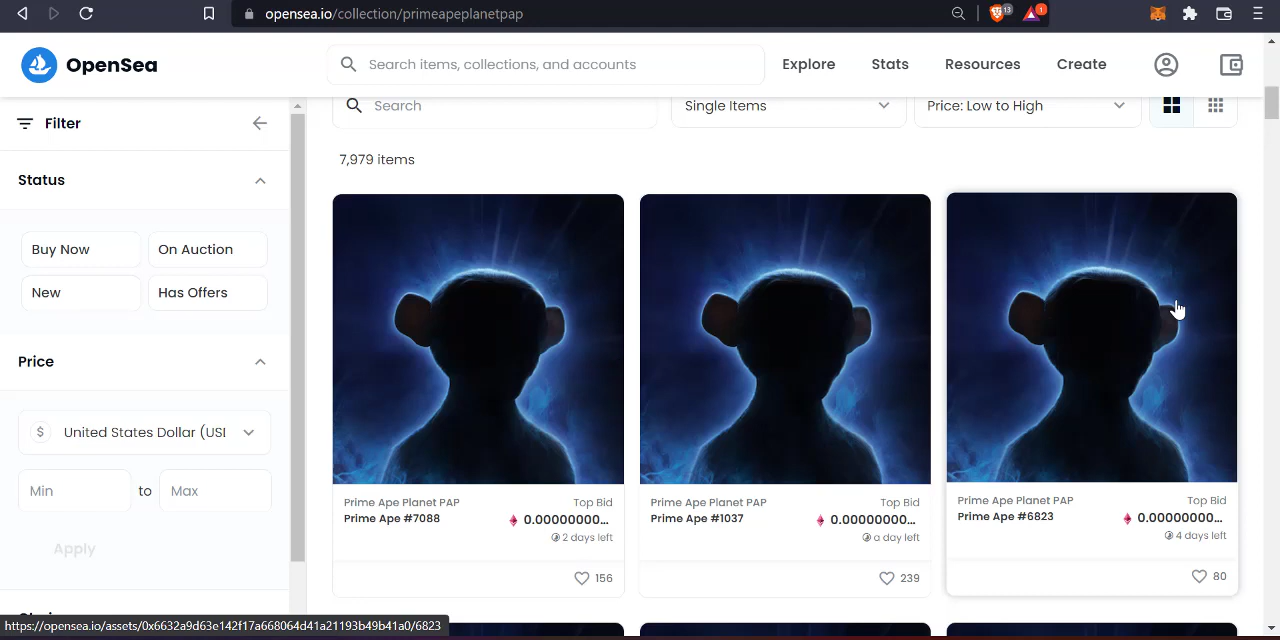 opensea.io/collection/primeapeplanetpap
13
1
OpenSea
Search items, collections, and accounts
Explore
Stats
Resources
Create
Filter
Search
Single Items
Price: Low to High
Status
7,979 items
Buy Now
On Auction
New
Has Offers
Price
$ United States Dollar (USI
Min
to
Max
Apply
Prime Ape Planet PAP
Top Bid
Prime Ape #7088
0.00000000...
2 days left
156
Prime Ape Planet PAP
Top Bid
Prime Ape #1037
0.00000000...
a day left
239
Prime Ape Planet PAP
Top Bid
Prime Ape #6823
0.00000000...
4 days left
80
https://opensea.io/assets/0x6632a9d63e142f17a668064d41a21193b49b41a0/6823